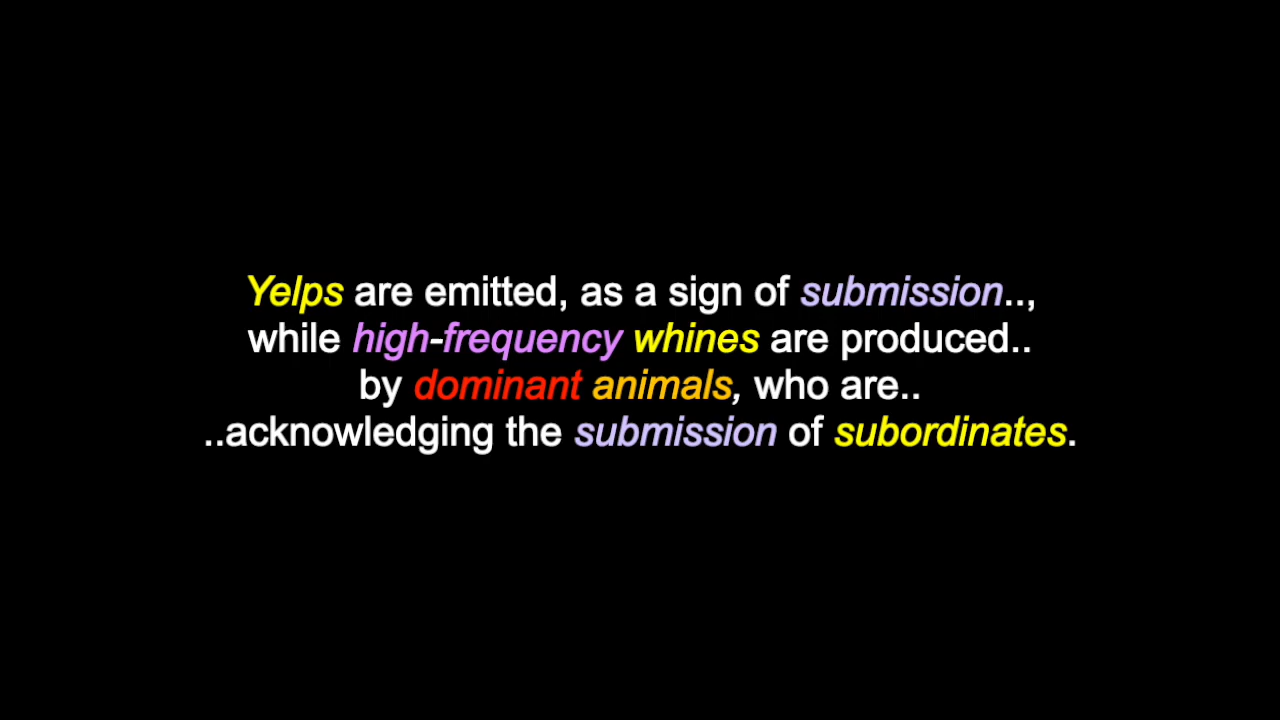 Yelps are emitted, as a sign of submission..,
while high-frequency whines are produced..
by dominant animals, who are..
..acknowledging the submission of subordinates.